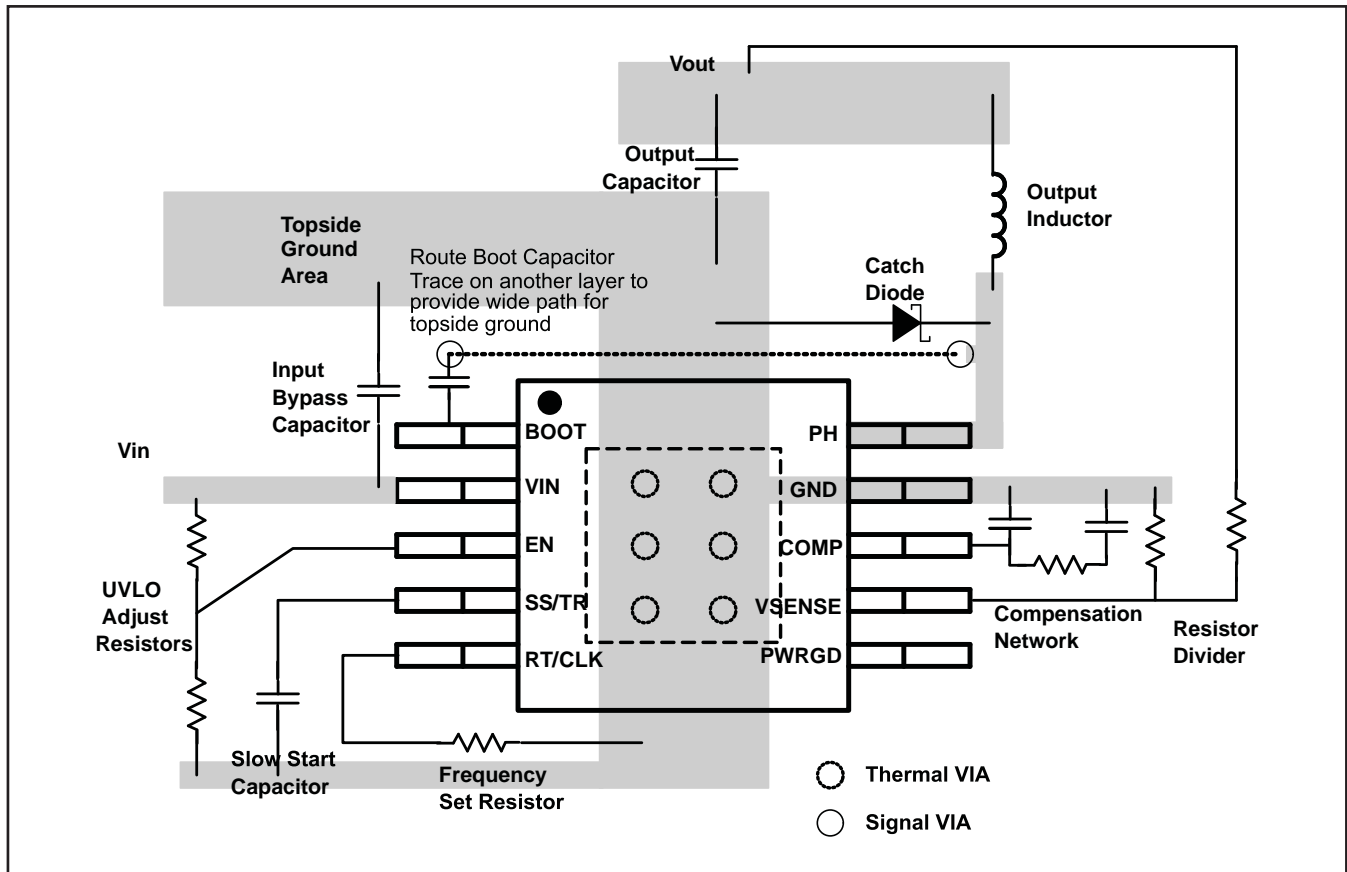 Vout
Output
Capacitor
Output
Inductor
Topside
Ground
Area
Route Boot Capacitor
Trace on another layer to
provide wide path for
topside ground
Catch
Diode
Input
Bypass
Capacitor
Vin
BOOT
VIN
EN
SS/TR
RT/CLK
PH
GND
COMP
VSENSE
PWRGD
UVLO
Adjust
Resistors
Compensation
Network
Resistor
Divider
Slow Start
Capacitor
Frequency
Set Resistor
Thermal VIA
Signal VIA